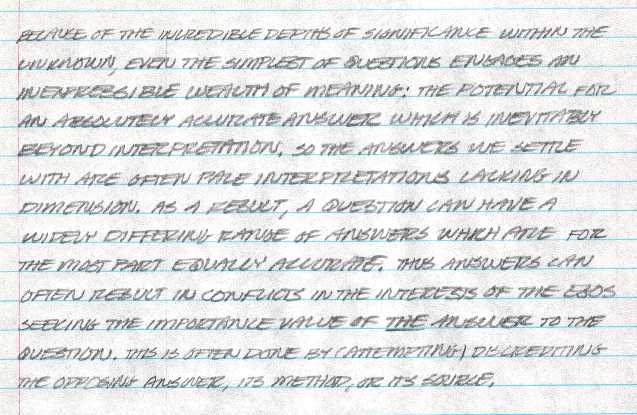 BECAUSE OF THE INCREDIBLE DEPTHS OF SIGNIFICANCE WITHIN THE
UNKNOWN, EVEN THE SIMPLEST OF QUESTIONS ENGAGES AN
INEXPRESSIBLE WEALTH OF MEANING: THE POTENTIAL FOR
AN ABSOLUTELY ACCURATE ANSWER WHICH IS INEVITABLY
BEYOND INTERPRETATION. SO THE ANSWERS WE SETTLE
WITH ARE OFTEN PALE INTERPRETATIONS LACKING IN
DIMENSION. AS A RESULT, A QUESTION CAN HAVE A
WIDELY DIFFERING RANGE OF ANSWERS WHICH ARE FOR
THE MOST PART EQUALLY ACCURATE. THUS ANSWERS CAN
OFTEN RESULT IN CONFLICTS IN THE INTERESTS OF THE EGOS
SEEKING THE IMPORTANCE VALUE OF THE ANSWER TO THE
QUESTION. THIS IS OFTEN DONE BY (ATTEMPTING) DISCREDITING
THE OPPOSING ANSWER, ITS METHOD, OR ITS SOURCE.